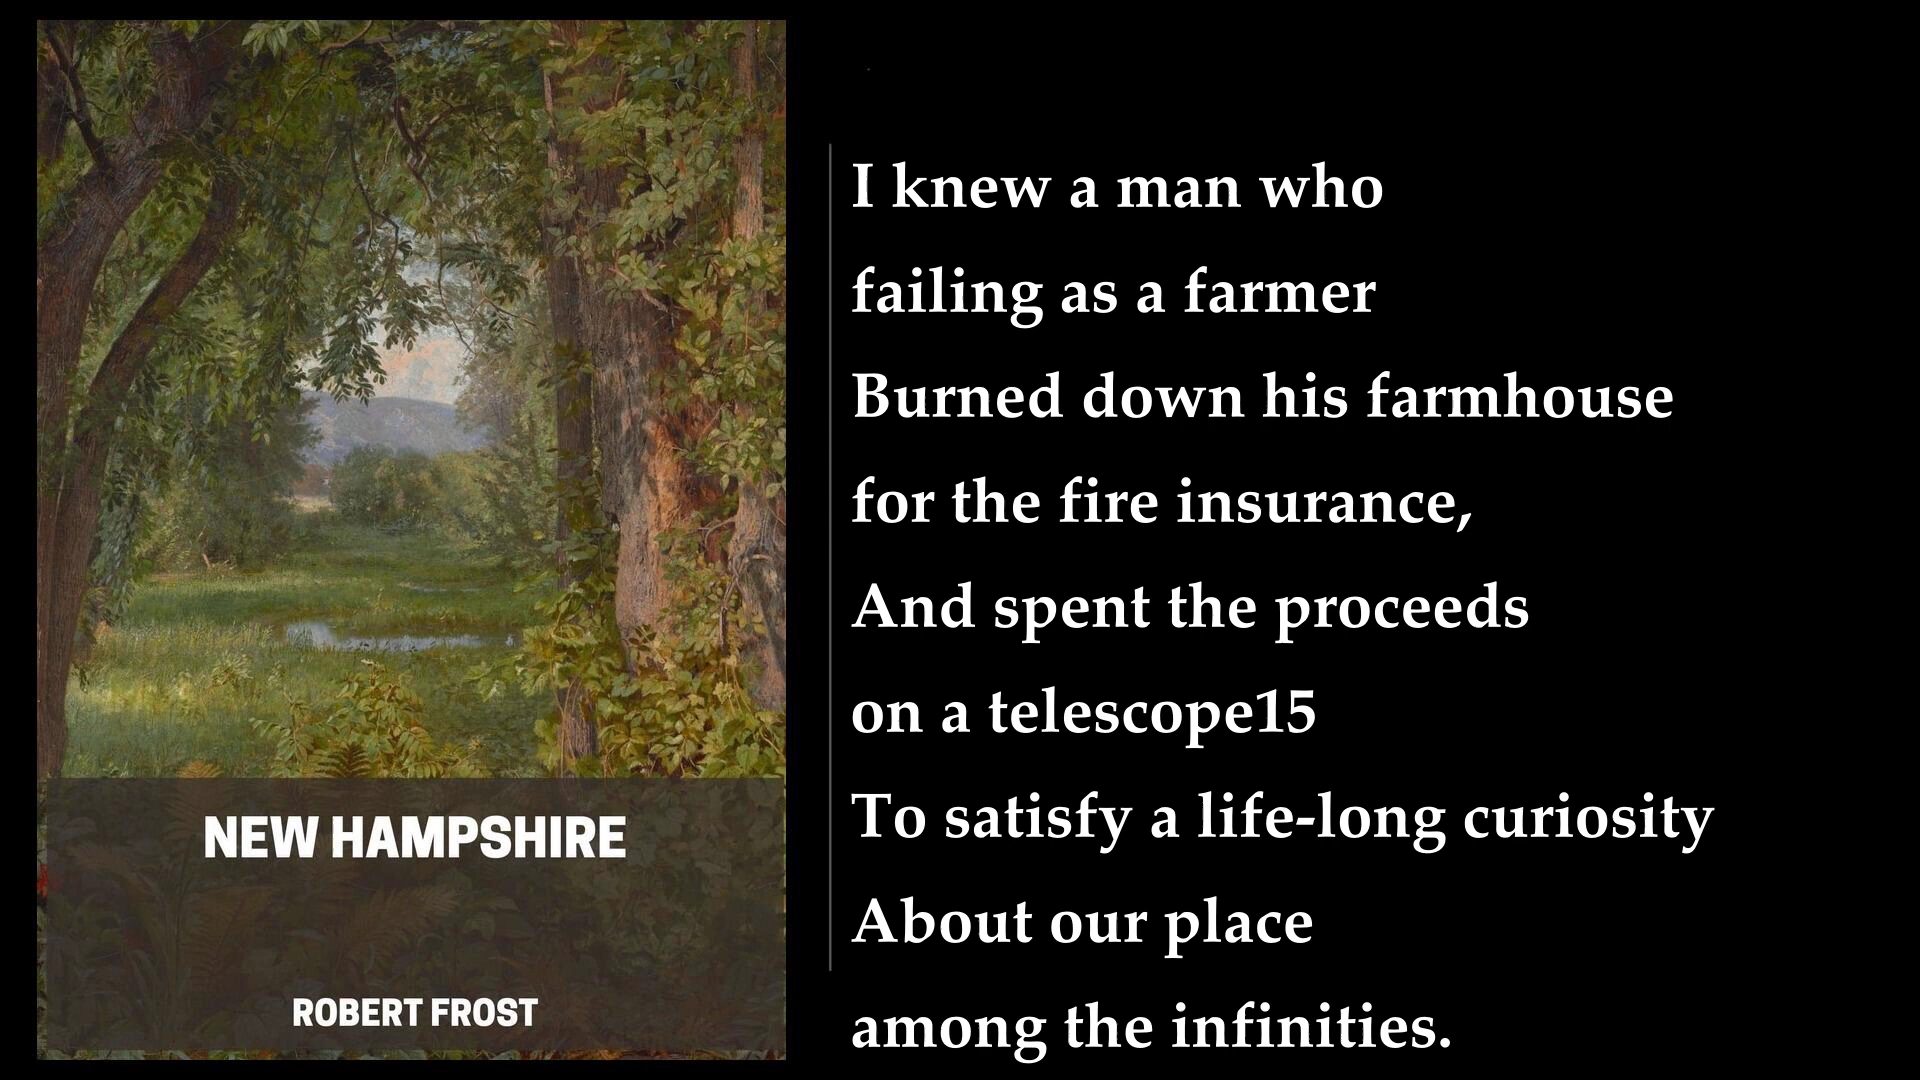 NEW HAMPSHIRE
ROBERT FROST
I knew a man who
failing as a farmer
Burned down his farmhouse
for the fire insurance,
And spent the proceeds
on a telescope15
To satisfy a life-long curiosity
About our place
among the infinities.